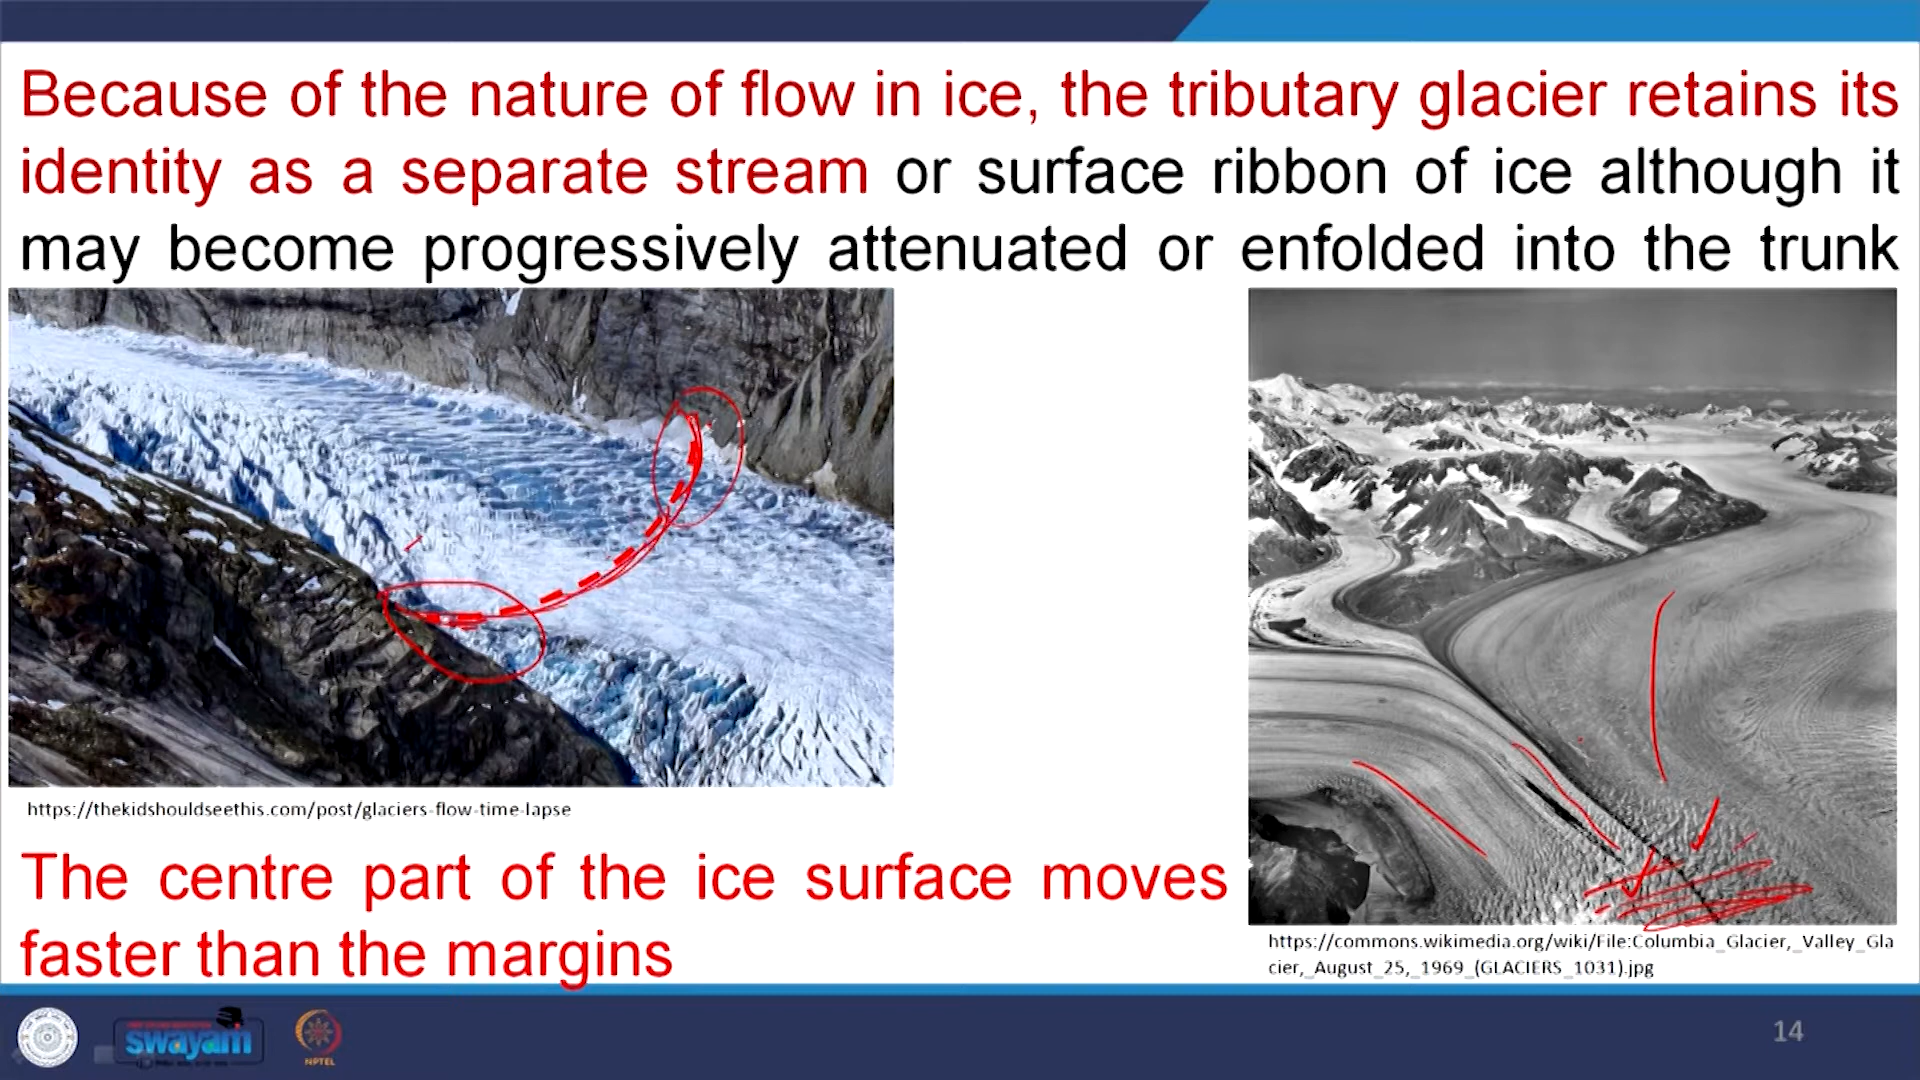 Because of the nature of flow in ice, the tributary glacier retains its
identity as a separate stream or surface ribbon of ice although it
may become progressively attenuated or enfolded into the trunk
https://thekidshouldseethis.com/post/glaciers-flow-time-lapse
The centre part of the ice surface moves
faster than the margins
https://commons.wikimedia.org/wiki/File:Columbia_Glacier,_Valley_Gla
cier,_August_25,_1969_(GLACIERS_1031).jpg
swayam
NPTEL
14